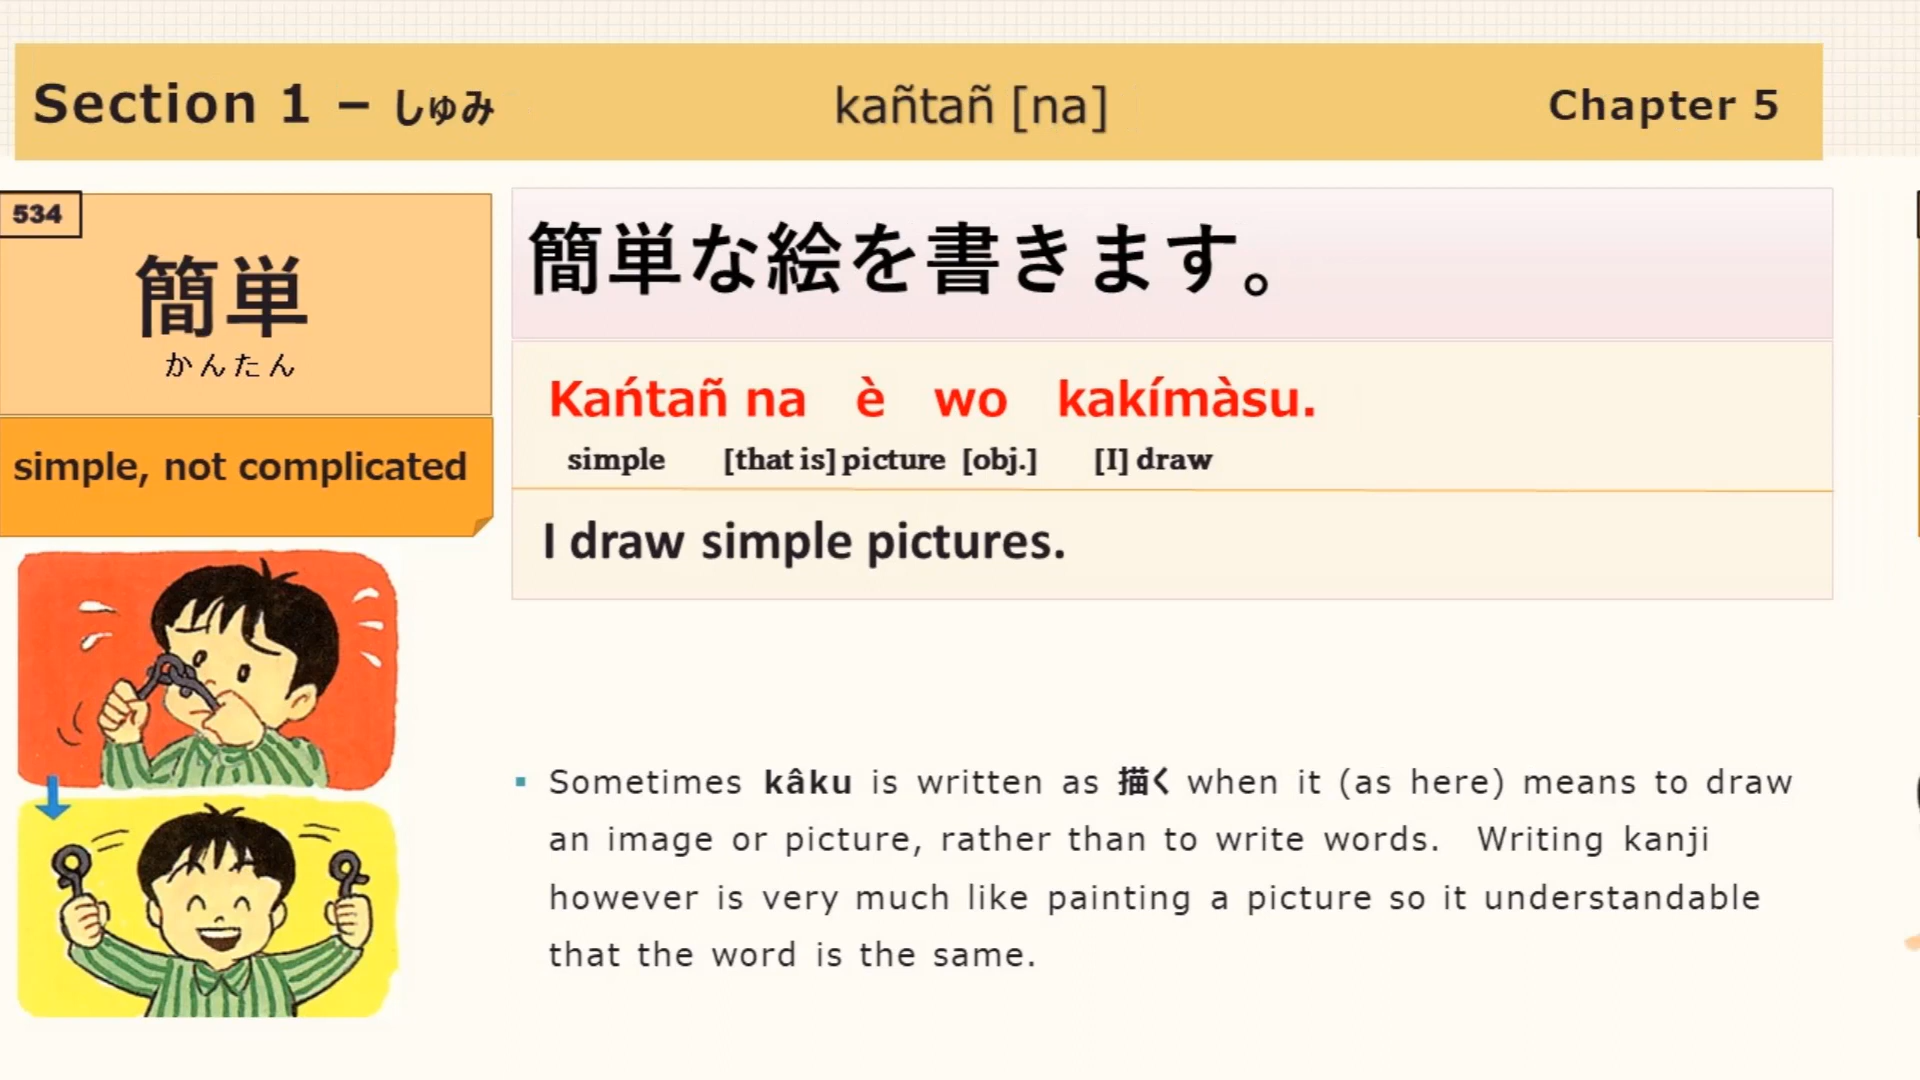 Section 1 – しゅみ
kañtañ [na]
Chapter 5
534
簡単
かんたん
simple, not complicated
簡単な絵を書きます。
Kańtañ na è wo kakímàsu.
simple [that is] picture [obj.] [I] draw
I draw simple pictures.
▪ Sometimes kâku is written as 描く when it (as here) means to draw
an image or picture, rather than to write words. Writing kanji
however is very much like painting a picture so it understandable
that the word is the same.